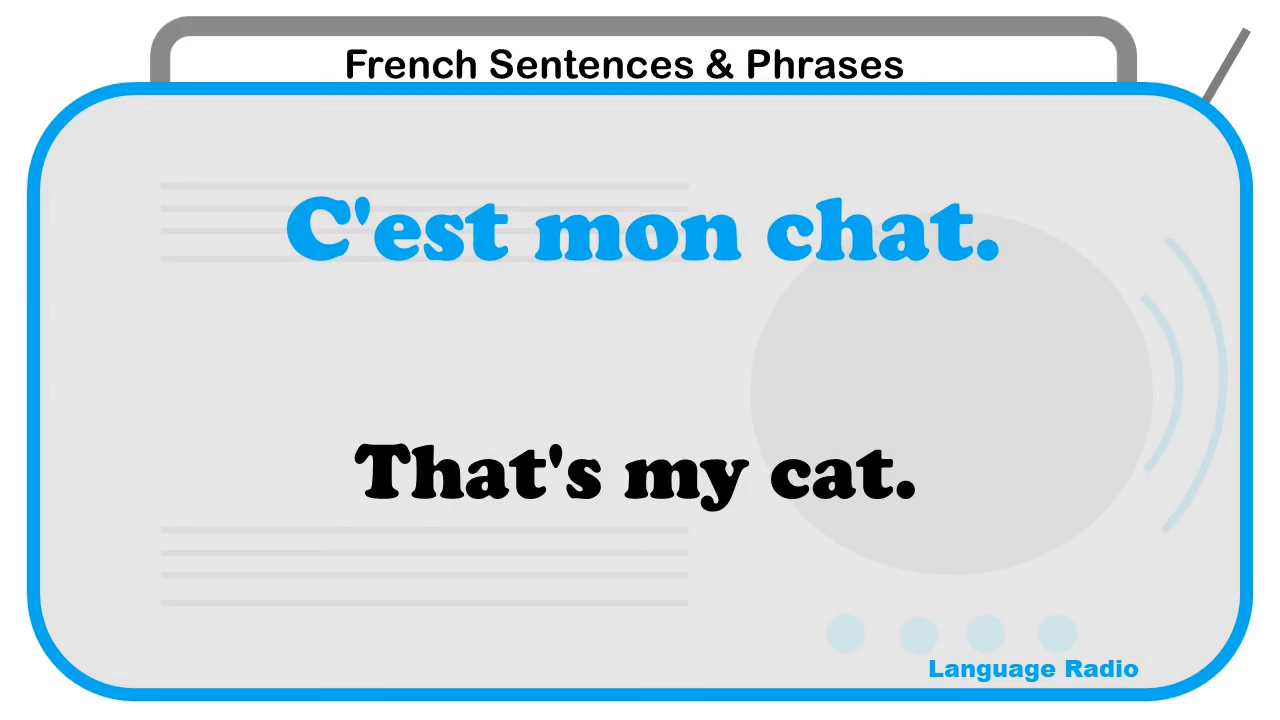 French Sentences & Phrases
C'est mon chat.
That's my cat.
Language Radio